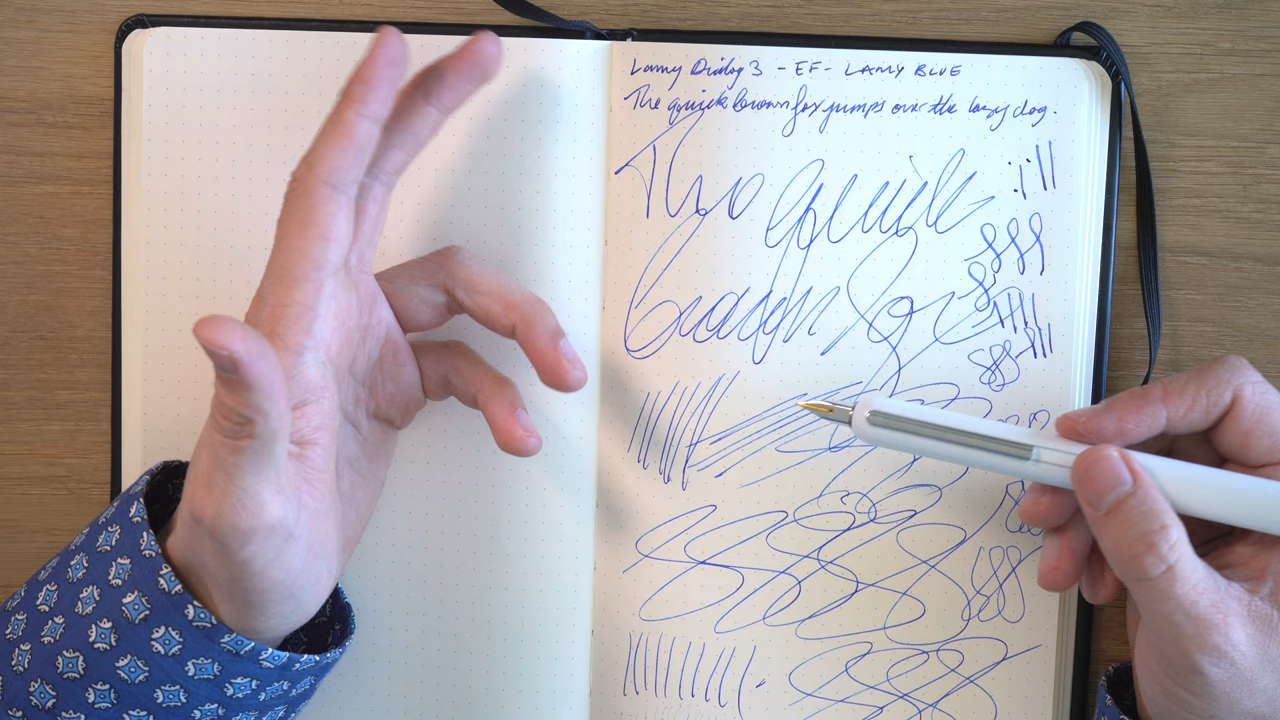 Lamy Dialog 3 - EF - LAMY BLUE
The quick brown fox jumps over the lazy dog.
The quick
brown fox